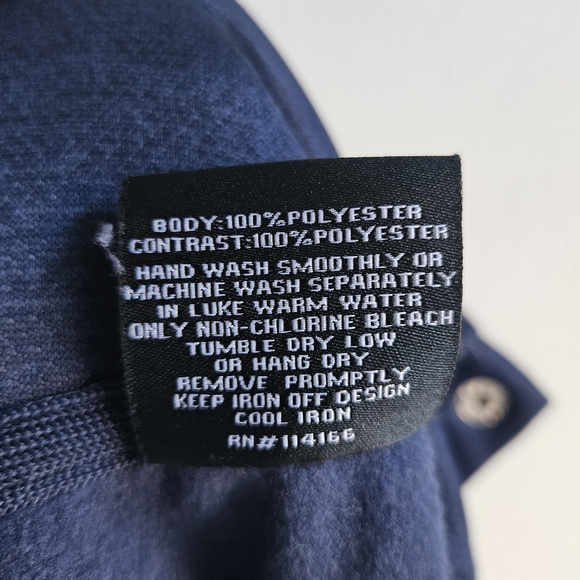 BODY:100%POLYESTER
CONTRAST:100%POLYESTER
HAND WASH SMOOTHLY OR
MACHINE WASH SEPARATELY
IN LUKE WARM WATER
ONLY NON-CHLORINE BLEACH
TUMBLE DRY LOW
OR HANG DRY
REMOVE PROMPTLY
KEEP IRON OFF DESIGN
COOL IRON
RN#114166